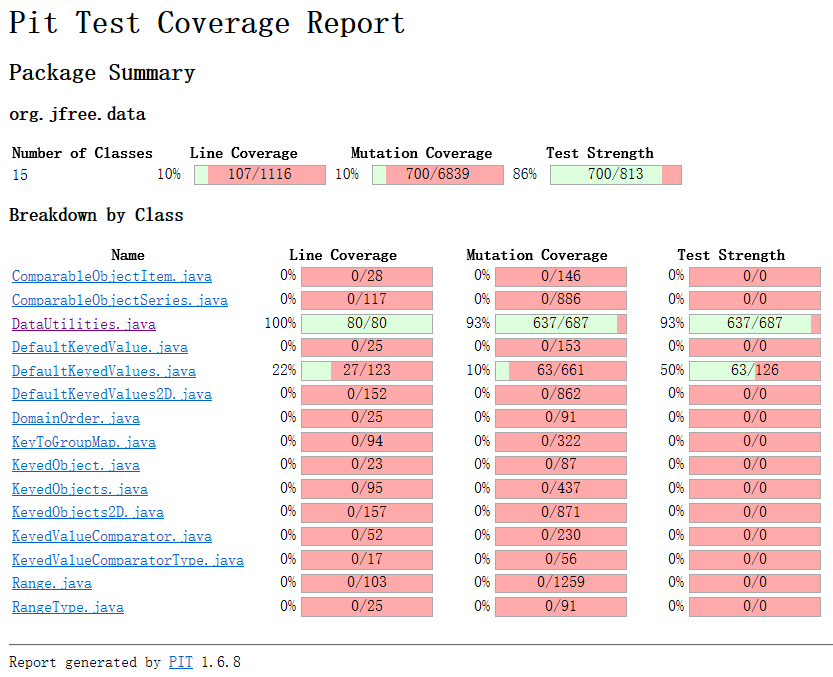 Pit Test Coverage Report
Package Summary
org.jfree.data
Number of Classes Line Coverage Mutation Coverage Test Strength
15 10% 107/1116 10% 700/6839 86% 700/813
Breakdown by Class
Name Line Coverage Mutation Coverage Test Strength
ComparableObjectItem.java 0% 0/28 0% 0/146 0% 0/0
ComparableObjectSeries.java 0% 0/117 0% 0/886 0% 0/0
DataUtilities.java 100% 80/80 93% 637/687 93% 637/687
DefaultKeyedValue.java 0% 0/25 0% 0/153 0% 0/0
DefaultKeyedValues.java 22% 27/123 10% 63/661 50% 63/126
DefaultKeyedValues2D.java 0% 0/152 0% 0/862 0% 0/0
DomainOrder.java 0% 0/25 0% 0/91 0% 0/0
KeyToGroupMap.java 0% 0/94 0% 0/322 0% 0/0
KeyedObject.java 0% 0/23 0% 0/87 0% 0/0
KeyedObjects.java 0% 0/95 0% 0/437 0% 0/0
KeyedObjects2D.java 0% 0/157 0% 0/871 0% 0/0
KeyedValueComparator.java 0% 0/52 0% 0/230 0% 0/0
KeyedValueComparatorType.java 0% 0/17 0% 0/56 0% 0/0
Range.java 0% 0/103 0% 0/1259 0% 0/0
RangeType.java 0% 0/25 0% 0/91 0% 0/0
Report generated by PIT 1.6.8